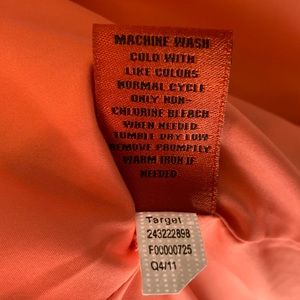 MACHINE WASH
COLD WITH
LIKE COLORS
NORMAL CYCLE
ONLY NON-
CHLORINE BLEACH
WHEN NEEDED
TUMBLE DRY LOW
REMOVE PROMPTLY
WARM IRON IF
NEEDED
Target
243222898
F00000725
Q4/11